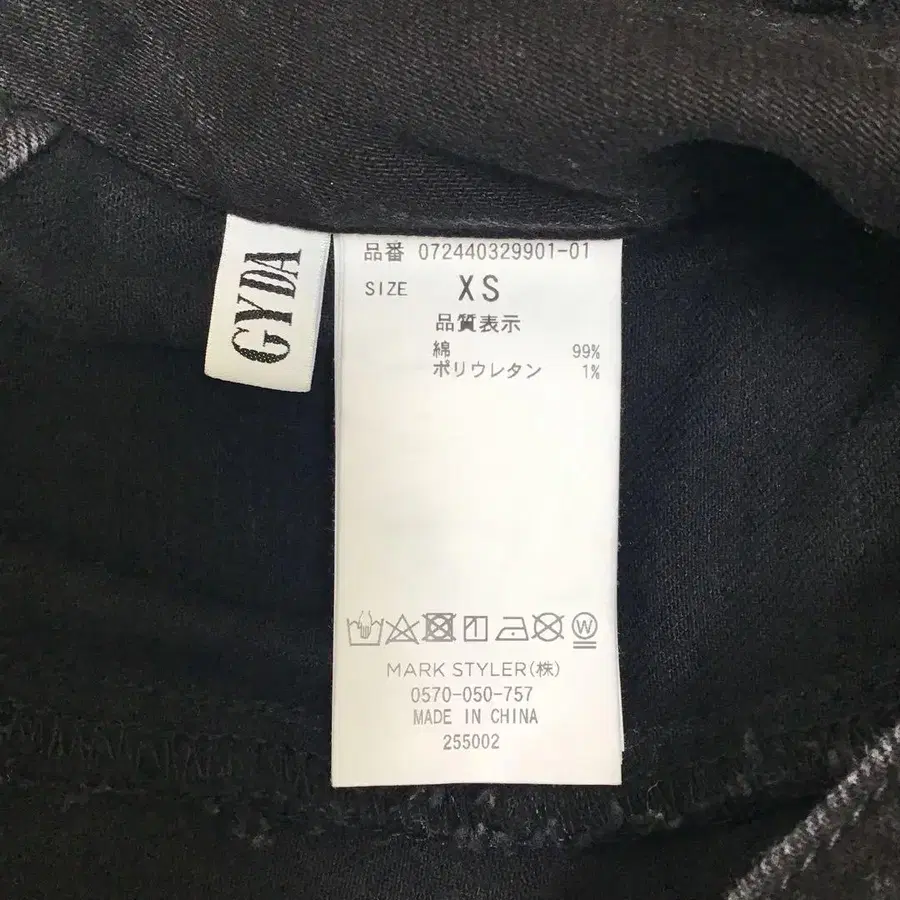 GYDA
品番 072440329901-01
SIZE XS
品質表示
綿 99%
ポリウレタン 1%
W
MARK STYLER(株)
0570-050-757
MADE IN CHINA
255002